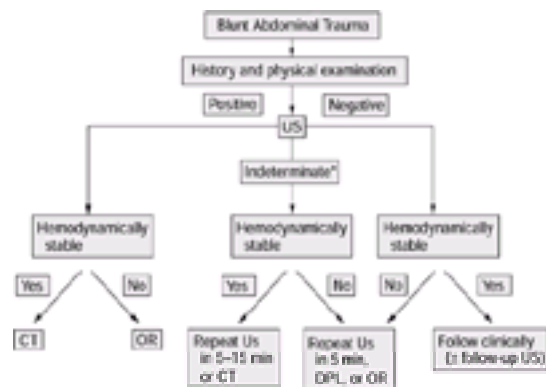 Blunt Abdominal Trauma
History and physical examination
Positive
Negative
US
Indeterminate*
Hemodynamically
stable
Hemodynamically
stable
Hemodynamically
stable
Yes
No
Yes
No
No
Yes
CT
OR
Repeat Us
in 5–15 min
or CT
Repeat Us
in 5 min,
DPL, or OR
Follow clinically
(± follow-up US)